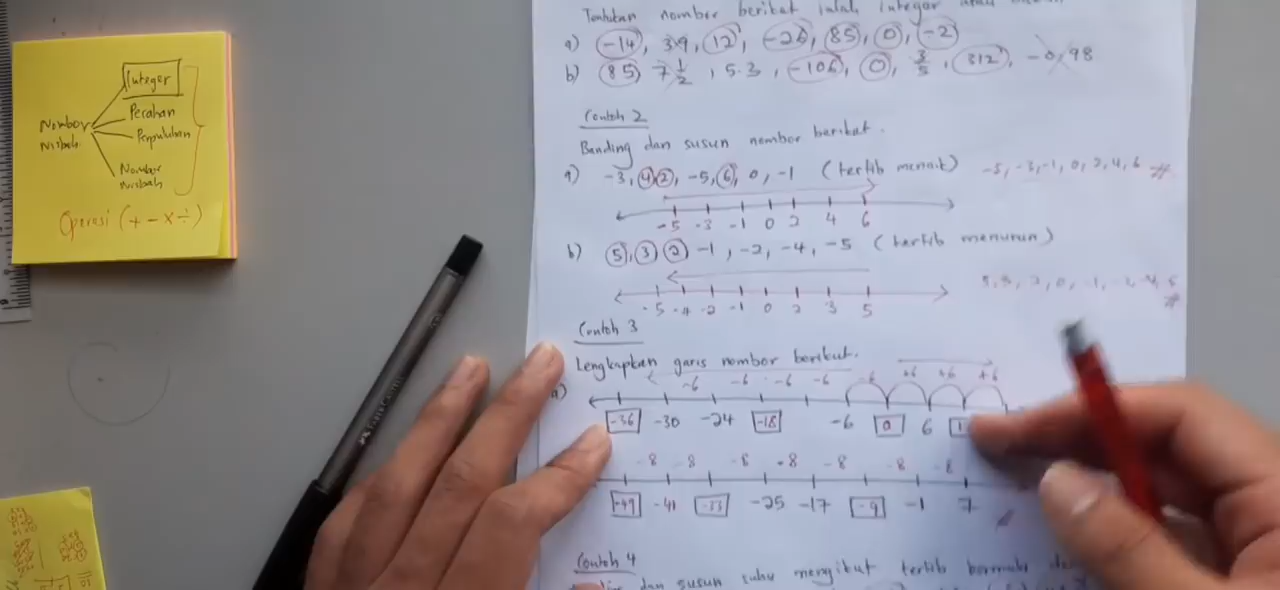 Integer
Nombor Nisbah
Pecahan
Perpuluhan
Nombor Nisbah
Operasi (+ - × ÷)
Tentukan nombor berikut ialah integer atau
a) -14, 3.9, 12, -26, 85, 0, -2
b) 85, 7 1/2, 5.3, -106, 0, 3/5, 312, -0.98
Contoh 2
Banding dan susun nombor berikut.
a) -3, 4, 2, -5, 6, 0, -1 (tertib menaik) -5, -3, -1, 0, 2, 4, 6 #
-5 -3 -1 0 2 4 6
b) 5, 3, 2, -1, -2, -4, -5 (tertib menurun)
-5 -4 -2 -1 0 2 3 5
Contoh 3
Lengkapkan garis nombor berikut.
-6 -6 -6 -6 -6 +6 +6 +6
a) -36 -30 -24 -18 -6 0 6
-8 -8 -8 -8 -8 -8 -8
-49 -41 -33 -25 -17 -9 -1 7
Contoh 4
dan susun suhu mengikut tertib bermula